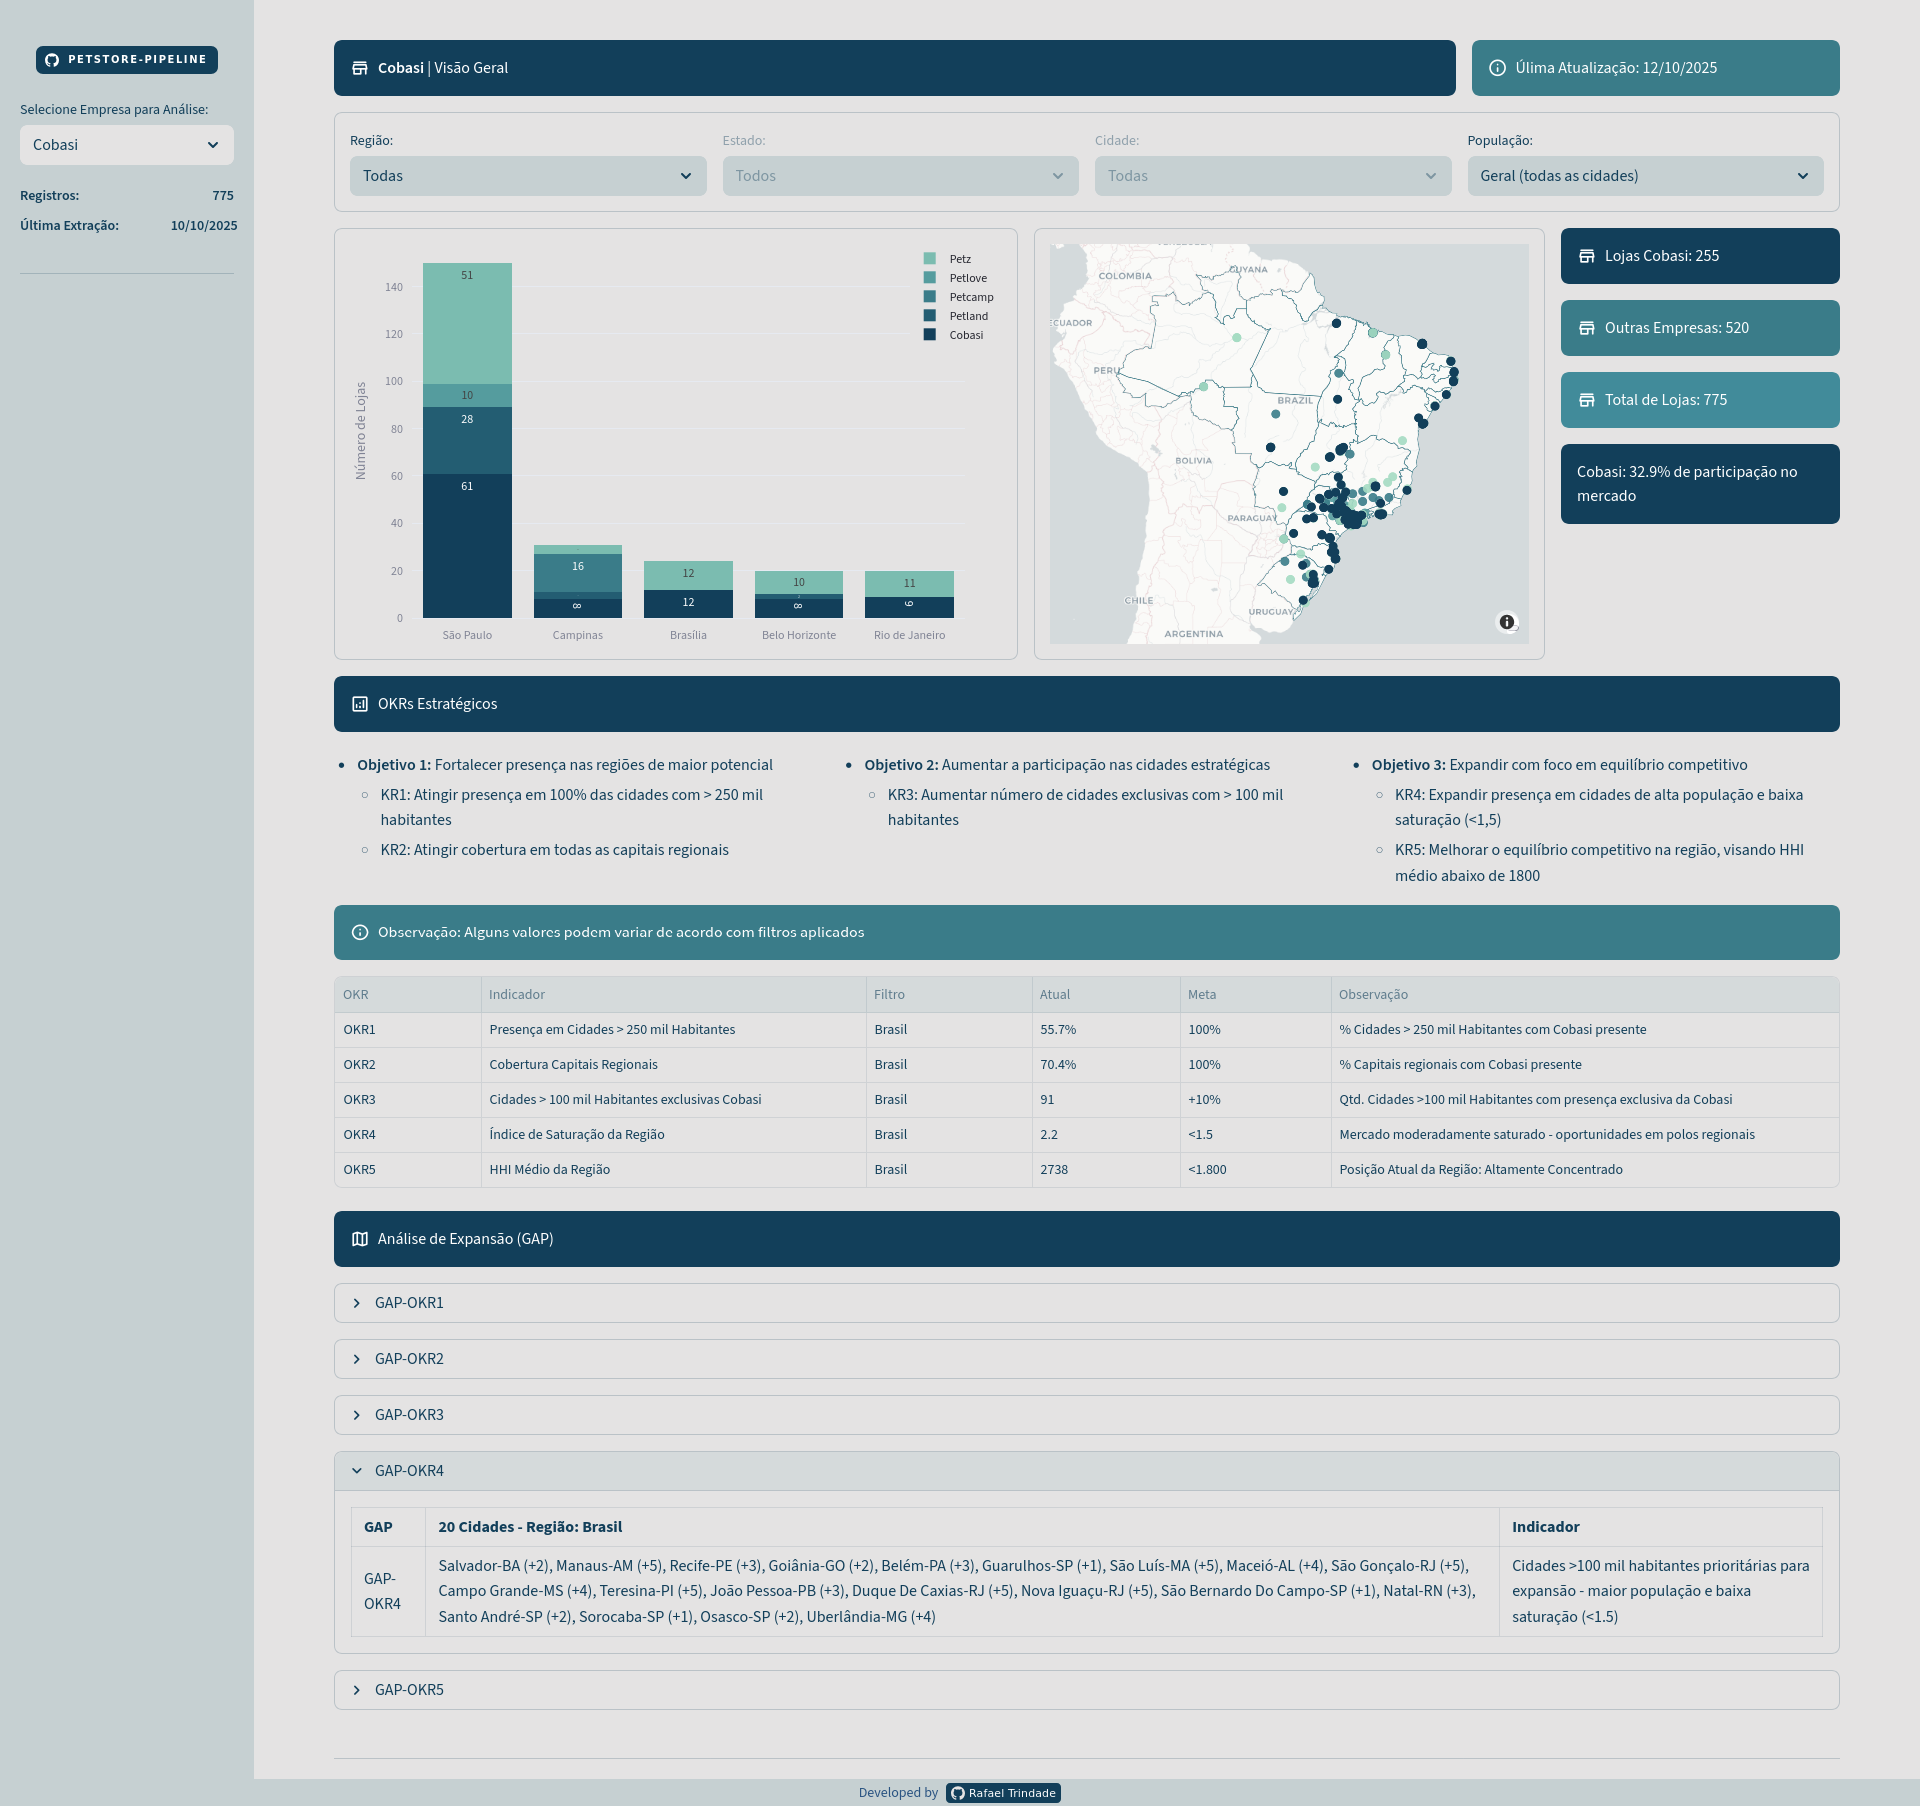 PETSTORE-PIPELINE
Selecione Empresa para Análise:
Cobasi
Registros: 775
Última Extração: 10/10/2025
Cobasi | Visão Geral
Úlima Atualização: 12/10/2025
Região: Estado: Cidade: População:
Todas Todos Todas Geral (todas as cidades)
Número de Lojas
140
120
100
80
60
40
20
0
51
10
28
61
16
8
12
12
10
8
11
9
São Paulo Campinas Brasília Belo Horizonte Rio de Janeiro
Petz
Petlove
Petcamp
Petland
Cobasi
COLOMBIA
GUYANA
ECUADOR
PERU
BRAZIL
BOLIVIA
PARAGUAY
CHILE
URUGUAY
ARGENTINA
Lojas Cobasi: 255
Outras Empresas: 520
Total de Lojas: 775
Cobasi: 32.9% de participação no
mercado
OKRs Estratégicos
Objetivo 1: Fortalecer presença nas regiões de maior potencial
KR1: Atingir presença em 100% das cidades com > 250 mil
habitantes
KR2: Atingir cobertura em todas as capitais regionais
Objetivo 2: Aumentar a participação nas cidades estratégicas
KR3: Aumentar número de cidades exclusivas com > 100 mil
habitantes
Objetivo 3: Expandir com foco em equilíbrio competitivo
KR4: Expandir presença em cidades de alta população e baixa
saturação (<1,5)
KR5: Melhorar o equilíbrio competitivo na região, visando HHI
médio abaixo de 1800
Observação: Alguns valores podem variar de acordo com filtros aplicados
OKR Indicador Filtro Atual Meta Observação
OKR1 Presença em Cidades > 250 mil Habitantes Brasil 55.7% 100% % Cidades > 250 mil Habitantes com Cobasi presente
OKR2 Cobertura Capitais Regionais Brasil 70.4% 100% % Capitais regionais com Cobasi presente
OKR3 Cidades > 100 mil Habitantes exclusivas Cobasi Brasil 91 +10% Qtd. Cidades >100 mil Habitantes com presença exclusiva da Cobasi
OKR4 Índice de Saturação da Região Brasil 2.2 <1.5 Mercado moderadamente saturado - oportunidades em polos regionais
OKR5 HHI Médio da Região Brasil 2738 <1.800 Posição Atual da Região: Altamente Concentrado
Análise de Expansão (GAP)
GAP-OKR1
GAP-OKR2
GAP-OKR3
GAP-OKR4
GAP 20 Cidades - Região: Brasil Indicador
GAP-
OKR4
Salvador-BA (+2), Manaus-AM (+5), Recife-PE (+3), Goiânia-GO (+2), Belém-PA (+3), Guarulhos-SP (+1), São Luís-MA (+5), Maceió-AL (+4), São Gonçalo-RJ (+5),
Campo Grande-MS (+4), Teresina-PI (+5), João Pessoa-PB (+3), Duque De Caxias-RJ (+5), Nova Iguaçu-RJ (+5), São Bernardo Do Campo-SP (+1), Natal-RN (+3),
Santo André-SP (+2), Sorocaba-SP (+1), Osasco-SP (+2), Uberlândia-MG (+4)
Cidades >100 mil habitantes prioritárias para
expansão - maior população e baixa
saturação (<1.5)
GAP-OKR5
Developed by Rafael Trindade